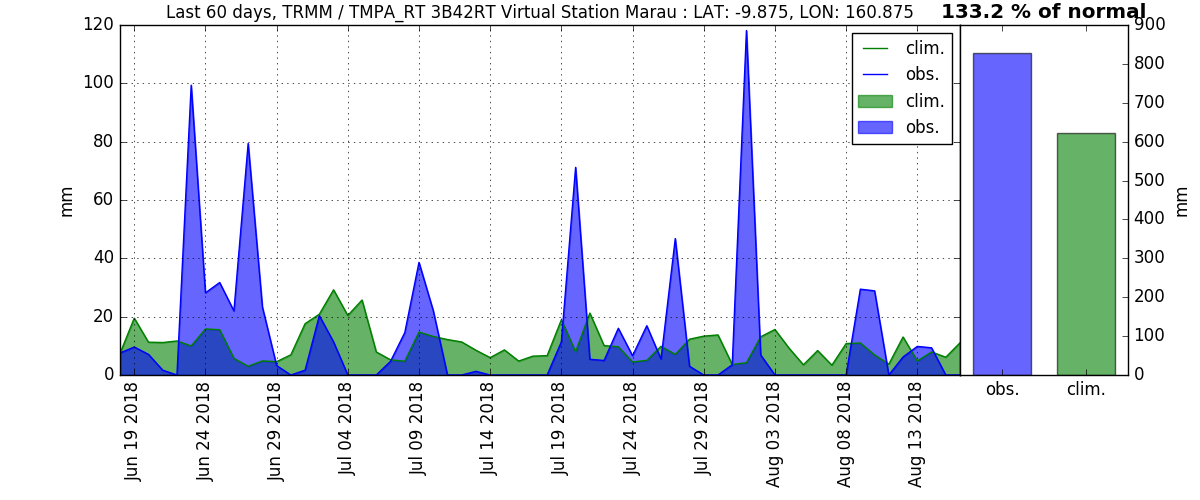 Last 60 days, TRMM / TMPA_RT 3B42RT Virtual Station Marau : LAT: -9.875, LON: 160.875
133.2 % of normal
120
100
80
60
40
20
0
mm
clim.
obs.
clim.
obs.
900
800
700
600
500
400
300
200
100
0
mm
Jun 19 2018
Jun 24 2018
Jun 29 2018
Jul 04 2018
Jul 09 2018
Jul 14 2018
Jul 19 2018
Jul 24 2018
Jul 29 2018
Aug 03 2018
Aug 08 2018
Aug 13 2018
obs.
clim.